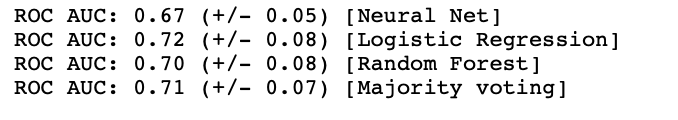 ROC AUC: 0.67 (+/- 0.05) [Neural Net]
ROC AUC: 0.72 (+/- 0.08) [Logistic Regression]
ROC AUC: 0.70 (+/- 0.08) [Random Forest]
ROC AUC: 0.71 (+/- 0.07) [Majority voting]